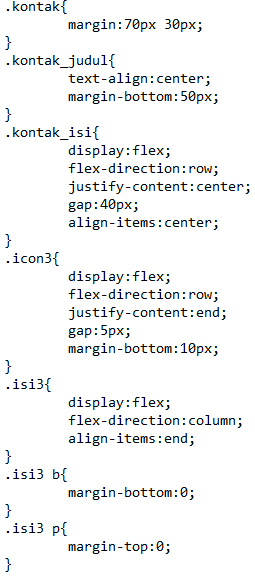 .kontak{
margin:70px 30px;
}
.kontak_judul{
text-align:center;
margin-bottom:50px;
}
.kontak_isi{
display:flex;
flex-direction:row;
justify-content:center;
gap:40px;
align-items:center;
}
.icon3{
display:flex;
flex-direction:row;
justify-content:end;
gap:5px;
margin-bottom:10px;
}
.isi3{
display:flex;
flex-direction:column;
align-items:end;
}
.isi3 b{
margin-bottom:0;
}
.isi3 p{
margin-top:0;
}